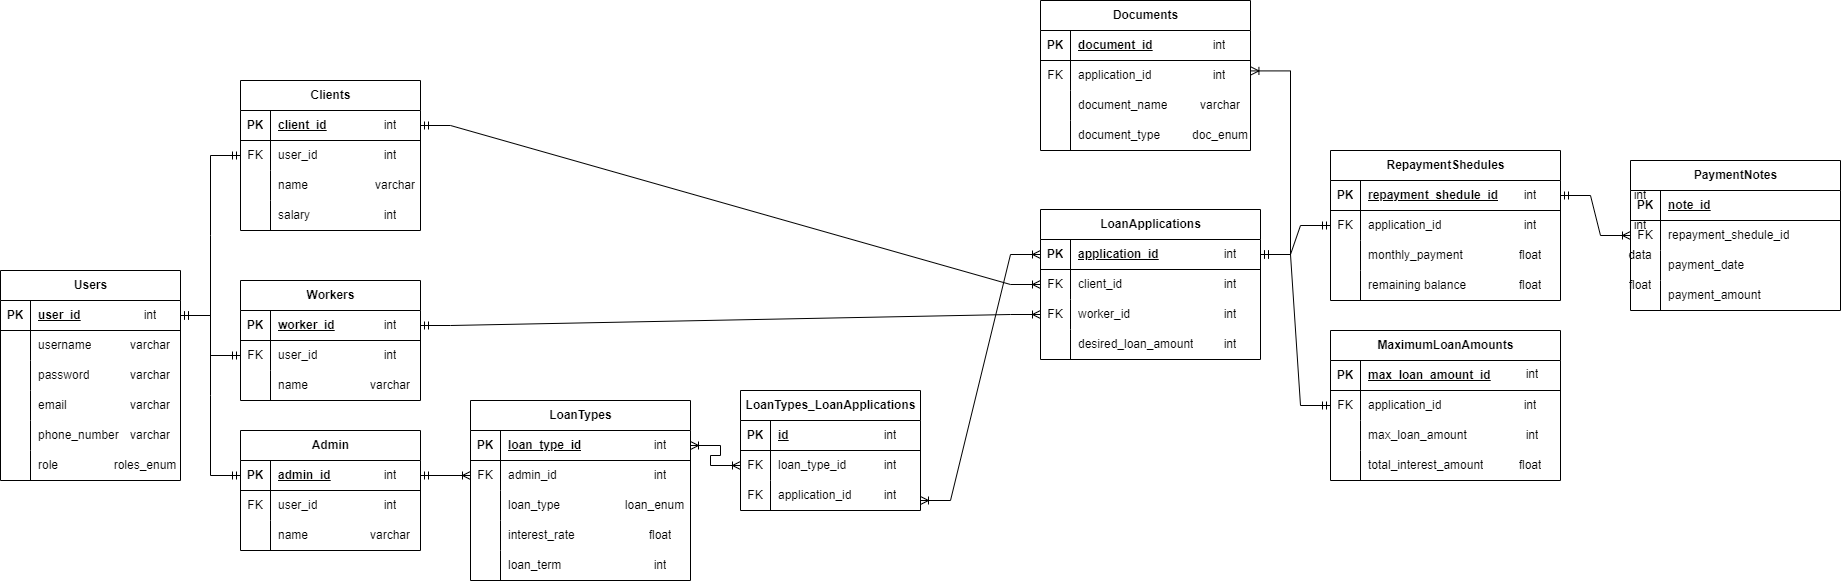 Documents
PK document_id int
FK application_id int
document_name varchar
document_type doc_enum
Clients
PK client_id int
FK user_id int
name varchar
salary int
RepaymentShedules
PK repayment_shedule_id int
FK application_id int
monthly_payment float
remaining balance float
PaymentNotes
int
PK note_id
int
FK repayment_shedule_id
data
payment_date
float
payment_amount
LoanApplications
PK application_id int
FK client_id int
FK worker_id int
desired_loan_amount int
Users
PK user_id int
username varchar
password varchar
email varchar
phone_number varchar
role roles_enum
Workers
PK worker_id int
FK user_id int
name varchar
MaximumLoanAmounts
PK max_loan_amount_id int
FK application_id int
max_loan_amount int
total_interest_amount float
Admin
PK admin_id int
FK user_id int
name varchar
LoanTypes
PK loan_type_id int
FK admin_id int
loan_type loan_enum
interest_rate float
loan_term int
LoanTypes_LoanApplications
PK id int
FK loan_type_id int
FK application_id int